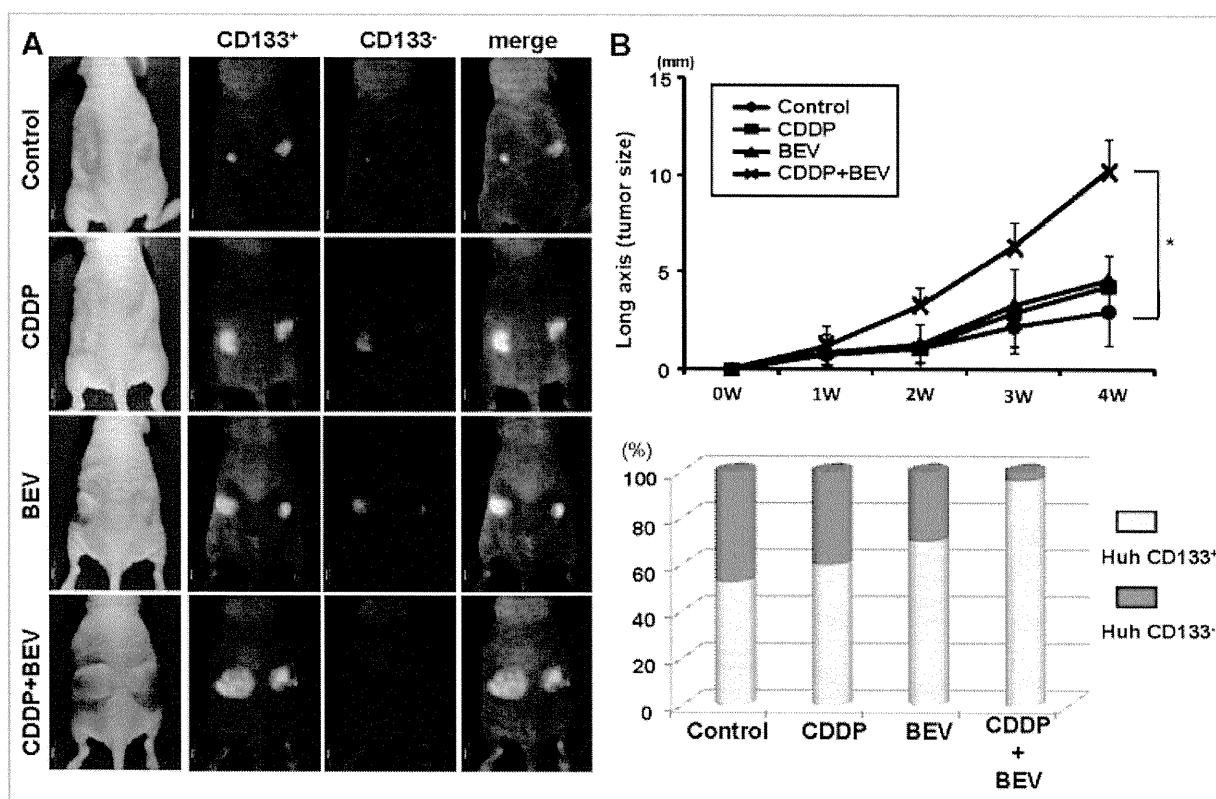 A
CD133⁺
CD133⁻
merge
Control
CDDP
BEV
CDDP+BEV
B
(mm)
15
10
5
0
Long axis (tumor size)
Control
CDDP
BEV
CDDP+BEV
*
0W
1W
2W
3W
4W
(%)
100
80
60
40
20
0
Control
CDDP
BEV
CDDP
+
BEV
Huh CD133⁺
Huh CD133⁻